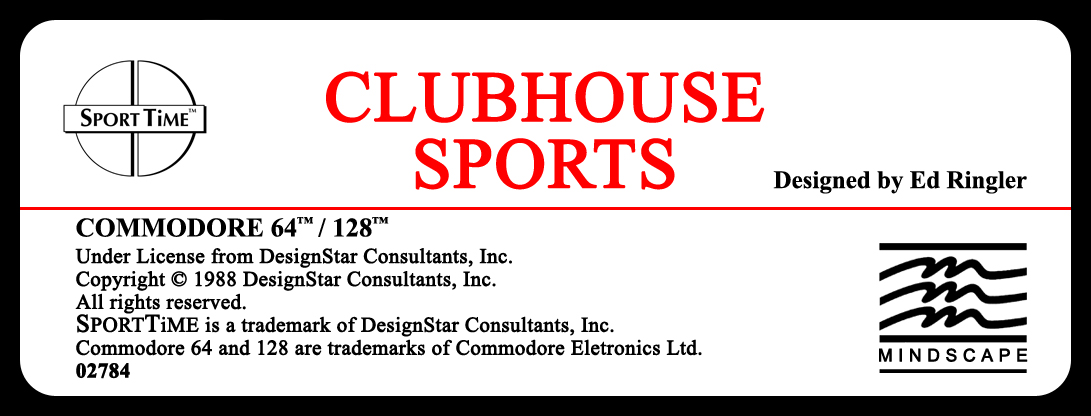 SPORT TiME™
CLUBHOUSE
SPORTS
Designed by Ed Ringler
COMMODORE 64™ / 128™
Under License from DesignStar Consultants, Inc.
Copyright © 1988 DesignStar Consultants, Inc.
All rights reserved.
SPORTTiME is a trademark of DesignStar Consultants, Inc.
Commodore 64 and 128 are trademarks of Commodore Eletronics Ltd.
02784
MINDSCAPE